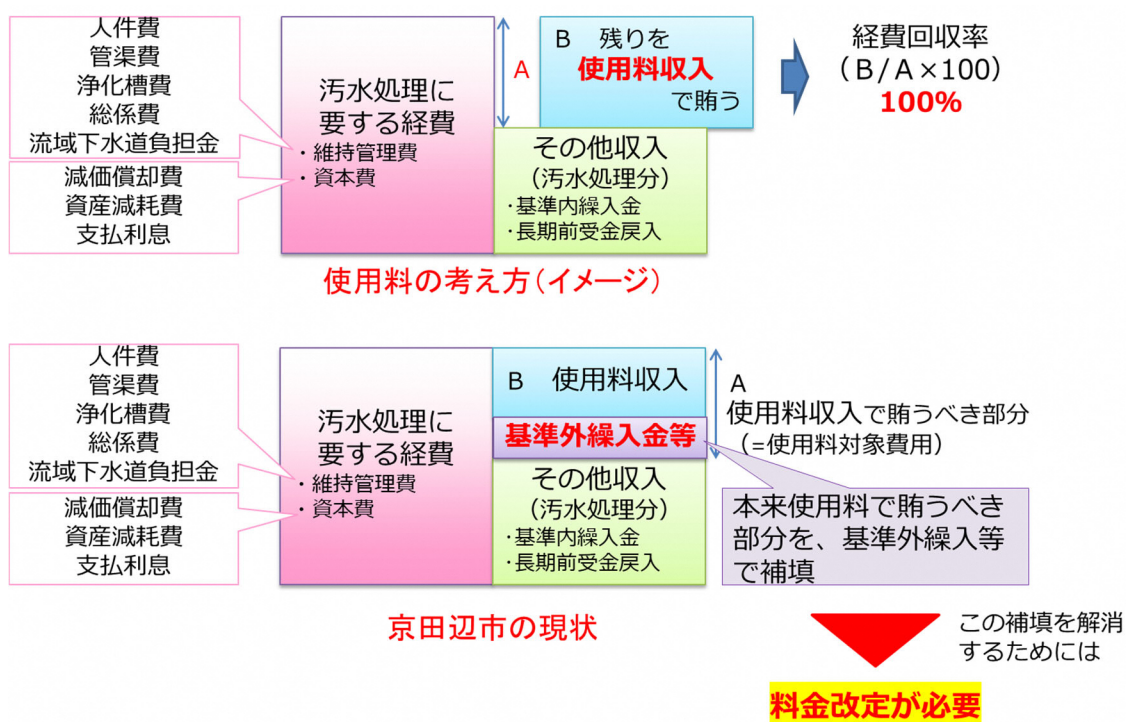 人件費
管渠費
浄化槽費
総係費
流域下水道負担金
減価償却費
資産減耗費
支払利息
汚水処理に
要する経費
・維持管理費
・資本費
A
B 残りを
使用料収入
で賄う
その他収入
（汚水処理分）
・基準内繰入金
・長期前受金戻入
経費回収率
（B/A×100）
100%
使用料の考え方（イメージ）
人件費
管渠費
浄化槽費
総係費
流域下水道負担金
減価償却費
資産減耗費
支払利息
汚水処理に
要する経費
・維持管理費
・資本費
B 使用料収入
基準外繰入金等
その他収入
（汚水処理分）
・基準内繰入金
・長期前受金戻入
A
使用料収入で賄うべき部分
（=使用料対象費用）
本来使用料で賄うべき
部分を、基準外繰入等
で補填
京田辺市の現状
この補填を解消
するためには
料金改定が必要